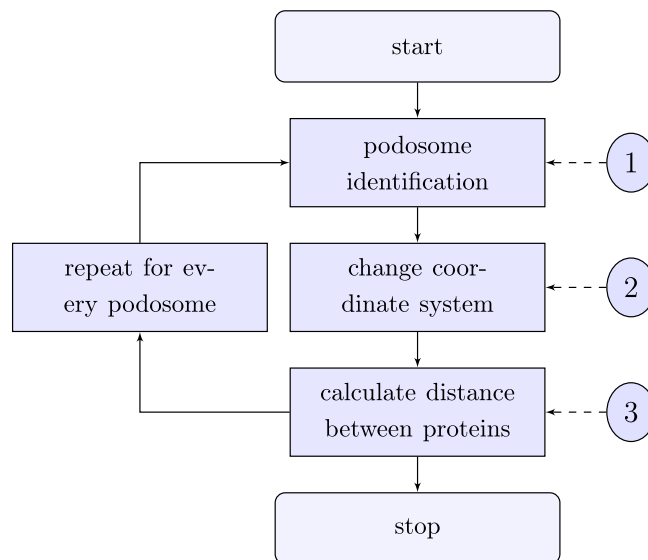 start
podosome
identification
1
repeat for ev-
ery podosome
change coor-
dinate system
2
calculate distance
between proteins
3
stop